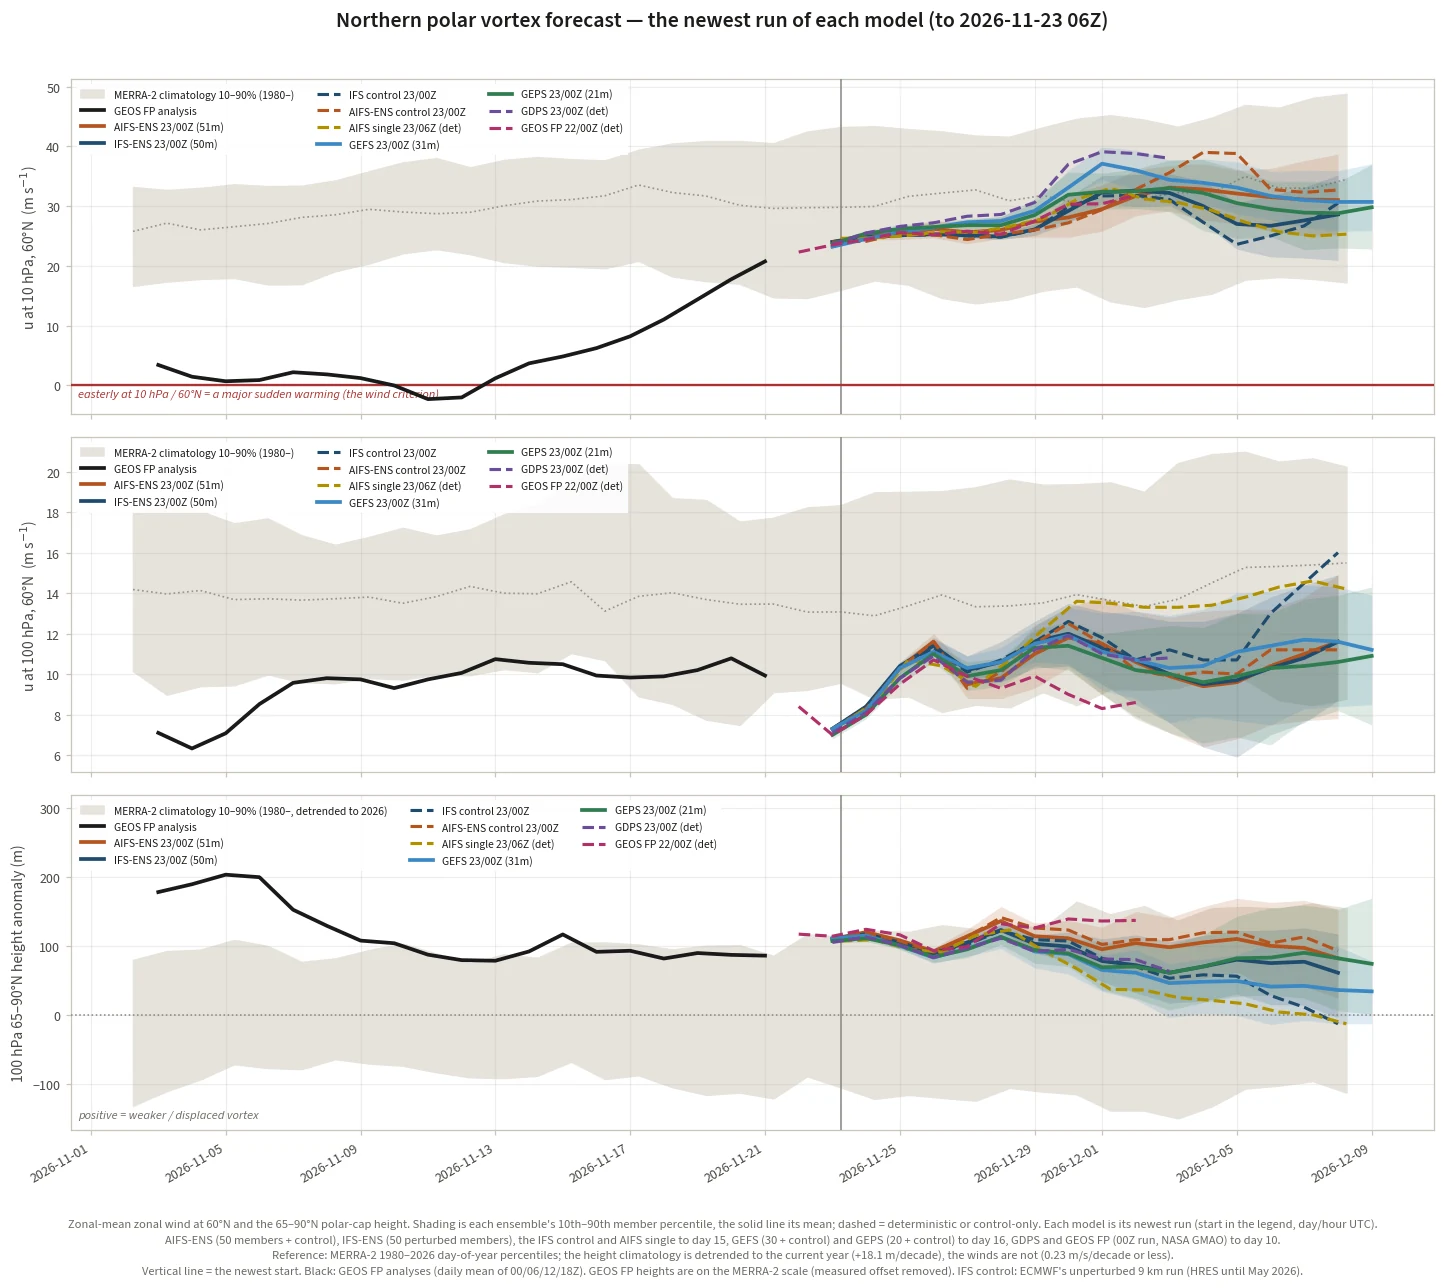 Northern polar vortex forecast — the newest run of each model (to 2026-11-23 06Z)
MERRA-2 climatology 10–90% (1980–)
GEOS FP analysis
AIFS-ENS 23/00Z (51m)
IFS-ENS 23/00Z (50m)
IFS control 23/00Z
AIFS-ENS control 23/00Z
AIFS single 23/06Z (det)
GEFS 23/00Z (31m)
GEPS 23/00Z (21m)
GDPS 23/00Z (det)
GEOS FP 22/00Z (det)
u at 10 hPa, 60°N (m s⁻¹)
50
40
30
20
10
0
easterly at 10 hPa / 60°N = a major sudden warming (the wind criterion)
MERRA-2 climatology 10–90% (1980–)
GEOS FP analysis
AIFS-ENS 23/00Z (51m)
IFS-ENS 23/00Z (50m)
IFS control 23/00Z
AIFS-ENS control 23/00Z
AIFS single 23/06Z (det)
GEFS 23/00Z (31m)
GEPS 23/00Z (21m)
GDPS 23/00Z (det)
GEOS FP 22/00Z (det)
u at 100 hPa, 60°N (m s⁻¹)
20
18
16
14
12
10
8
6
MERRA-2 climatology 10–90% (1980–, detrended to 2026)
GEOS FP analysis
AIFS-ENS 23/00Z (51m)
IFS-ENS 23/00Z (50m)
IFS control 23/00Z
AIFS-ENS control 23/00Z
AIFS single 23/06Z (det)
GEFS 23/00Z (31m)
GEPS 23/00Z (21m)
GDPS 23/00Z (det)
GEOS FP 22/00Z (det)
100 hPa 65–90°N height anomaly (m)
300
200
100
0
−100
positive = weaker / displaced vortex
2026-11-01
2026-11-05
2026-11-09
2026-11-13
2026-11-17
2026-11-21
2026-11-25
2026-11-29
2026-12-01
2026-12-05
2026-12-09
Zonal-mean zonal wind at 60°N and the 65–90°N polar-cap height. Shading is each ensemble's 10th–90th member percentile, the solid line its mean; dashed = deterministic or control-only. Each model is its newest run (start in the legend, day/hour UTC).
AIFS-ENS (50 members + control), IFS-ENS (50 perturbed members), the IFS control and AIFS single to day 15, GEFS (30 + control) and GEPS (20 + control) to day 16, GDPS and GEOS FP (00Z run, NASA GMAO) to day 10.
Reference: MERRA-2 1980–2026 day-of-year percentiles; the height climatology is detrended to the current year (+18.1 m/decade), the winds are not (0.23 m/s/decade or less).
Vertical line = the newest start. Black: GEOS FP analyses (daily mean of 00/06/12/18Z). GEOS FP heights are on the MERRA-2 scale (measured offset removed). IFS control: ECMWF's unperturbed 9 km run (HRES until May 2026).